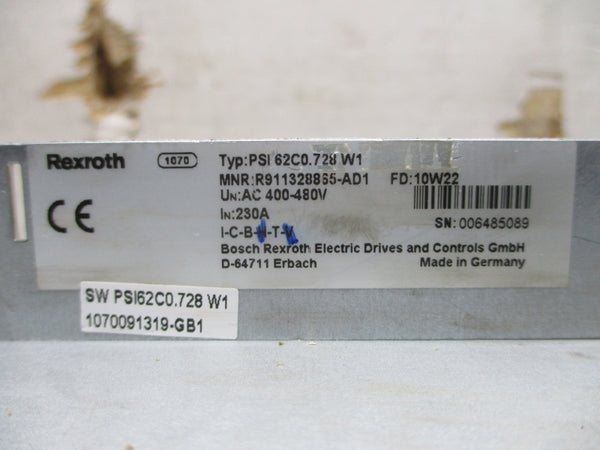 Rexroth 1070 Typ:PSI 62C0.728 W1
MNR:R911328865-AD1 FD:10W22
UN:AC 400-480V
IN:230A
SN:006485089
I-C-B-H-T-V
Bosch Rexroth Electric Drives and Controls GmbH
D-64711 Erbach Made in Germany
CE
SW PSI62C0.728 W1
1070091319-GB1